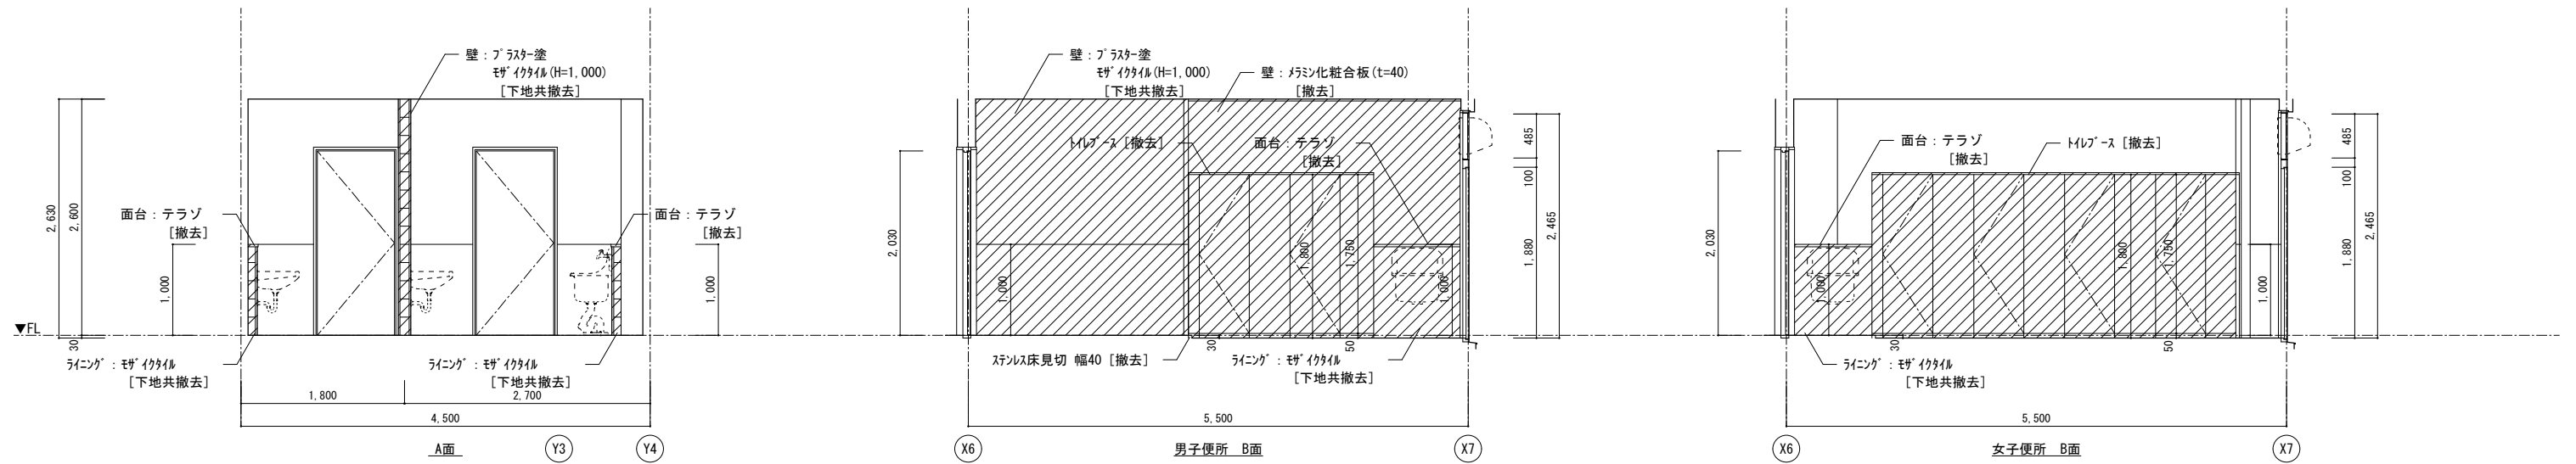 壁：プラスター塗
モザイクタイル(H=1,000)
[下地共撤去]
面台：テラゾ
[撤去]
面台：テラゾ
[撤去]
2,630
2,600
1,000
1,000
▼FL
30
ライニング：モザイクタイル
[下地共撤去]
ライニング：モザイクタイル
[下地共撤去]
1,800
2,700
4,500
A面
Y3
Y4
壁：プラスター塗
モザイクタイル(H=1,000)
[下地共撤去]
壁：メラミン化粧合板(t=40)
[撤去]
トイレブース [撤去]
面台：テラゾ
[撤去]
2,030
1,000
1,800
1,750
1,000
485
100
1,880
2,465
30
50
ステンレス床見切 幅40 [撤去]
ライニング：モザイクタイル
[下地共撤去]
5,500
X6
男子便所　B面
X7
面台：テラゾ
[撤去]
トイレブース [撤去]
2,030
1,000
1,800
1,750
1,000
485
100
1,880
2,465
30
50
ライニング：モザイクタイル
[下地共撤去]
5,500
X6
女子便所　B面
X7